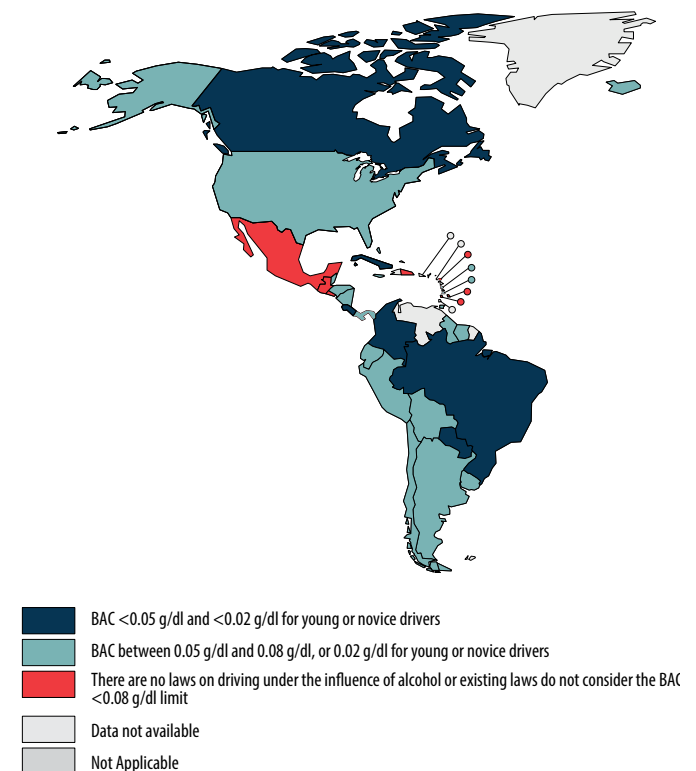 BAC <0.05 g/dl and <0.02 g/dl for young or novice drivers
BAC between 0.05 g/dl and 0.08 g/dl, or 0.02 g/dl for young or novice drivers
There are no laws on driving under the influence of alcohol or existing laws do not consider the BAC
<0.08 g/dl limit
Data not available
Not Applicable